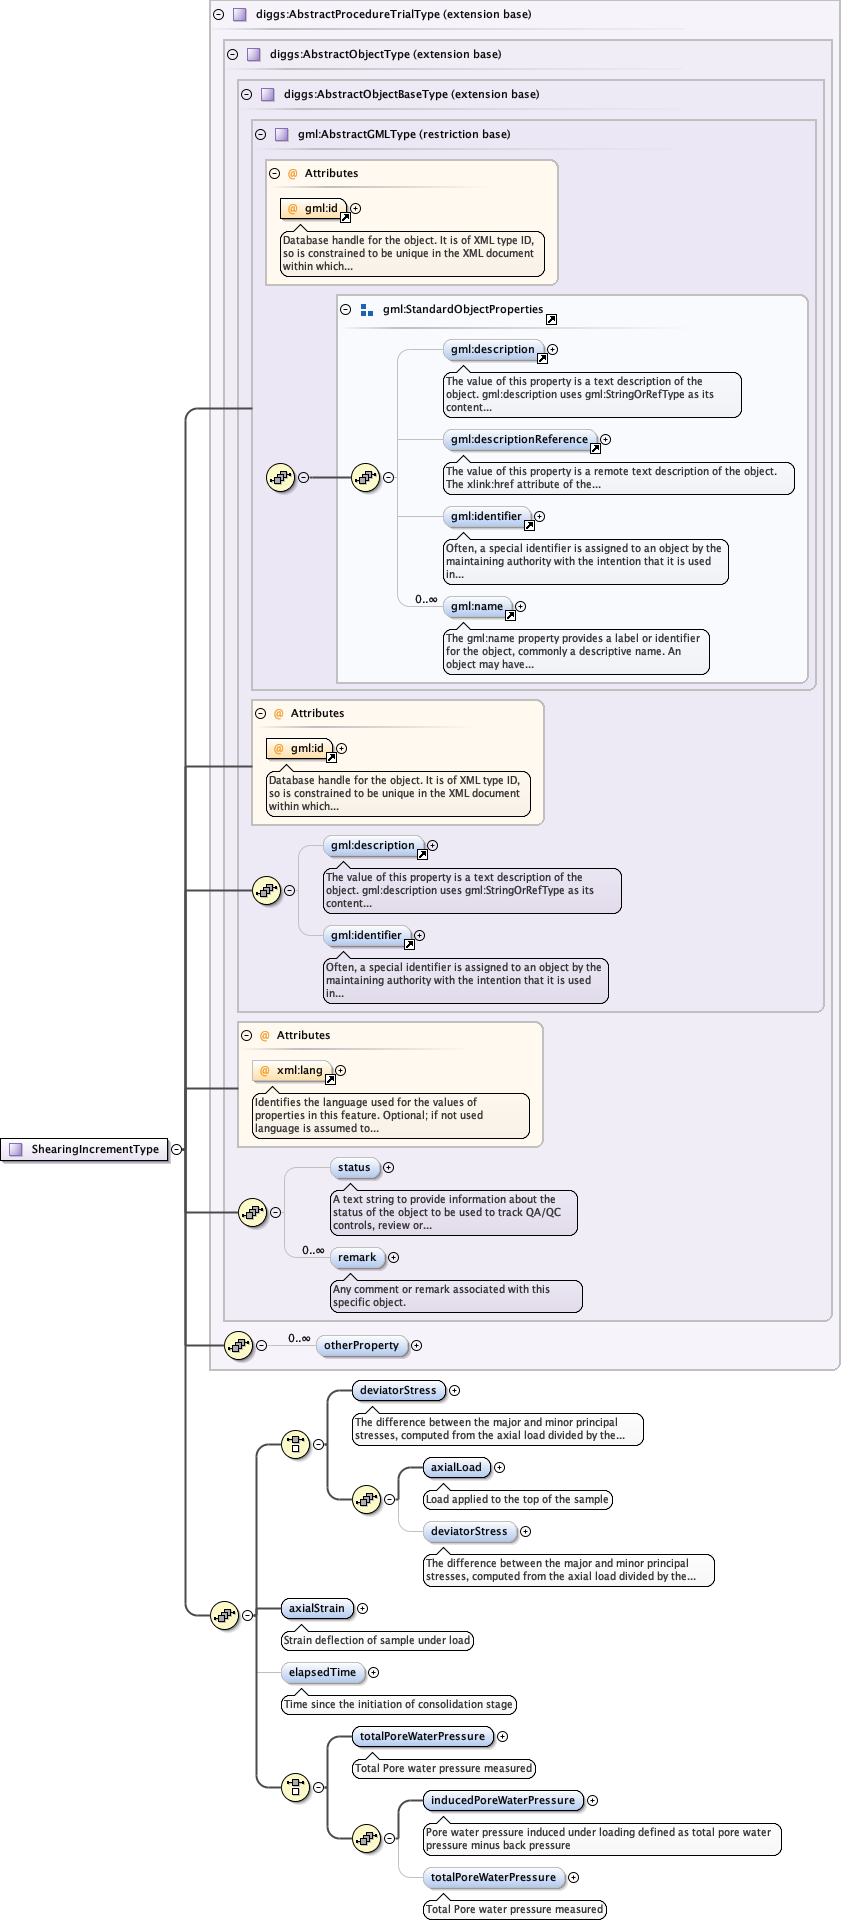 diggs:AbstractProcedureTrialType (extension base)
diggs:AbstractObjectType (extension base)
diggs:AbstractObjectBaseType (extension base)
gml:AbstractGMLType (restriction base)
@ Attributes
@ gml:id
Database handle for the object. It is of XML type ID,
so is constrained to be unique in the XML document
within which...
gml:StandardObjectProperties
gml:description
The value of this property is a text description of the
object. gml:description uses gml:StringOrRefType as its
content...
gml:descriptionReference
The value of this property is a remote text description of the object.
The xlink:href attribute of the...
gml:identifier
Often, a special identifier is assigned to an object by the
maintaining authority with the intention that it is used
in...
0..∞ gml:name
The gml:name property provides a label or identifier
for the object, commonly a descriptive name. An
object may have...
@ Attributes
@ gml:id
Database handle for the object. It is of XML type ID,
so is constrained to be unique in the XML document
within which...
gml:description
The value of this property is a text description of the
object. gml:description uses gml:StringOrRefType as its
content...
gml:identifier
Often, a special identifier is assigned to an object by the
maintaining authority with the intention that it is used
in...
@ Attributes
@ xml:lang
Identifies the language used for the values of
properties in this feature. Optional; if not used
language is assumed to...
ShearingIncrementType
status
A text string to provide information about the
status of the object to be used to track QA/QC
controls, review or...
0..∞ remark
Any comment or remark associated with this
specific object.
0..∞ otherProperty
deviatorStress
The difference between the major and minor principal
stresses, computed from the axial load divided by the...
axialLoad
Load applied to the top of the sample
deviatorStress
The difference between the major and minor principal
stresses, computed from the axial load divided by the...
axialStrain
Strain deflection of sample under load
elapsedTime
Time since the initiation of consolidation stage
totalPoreWaterPressure
Total Pore water pressure measured
inducedPoreWaterPressure
Pore water pressure induced under loading defined as total pore water
pressure minus back pressure
totalPoreWaterPressure
Total Pore water pressure measured